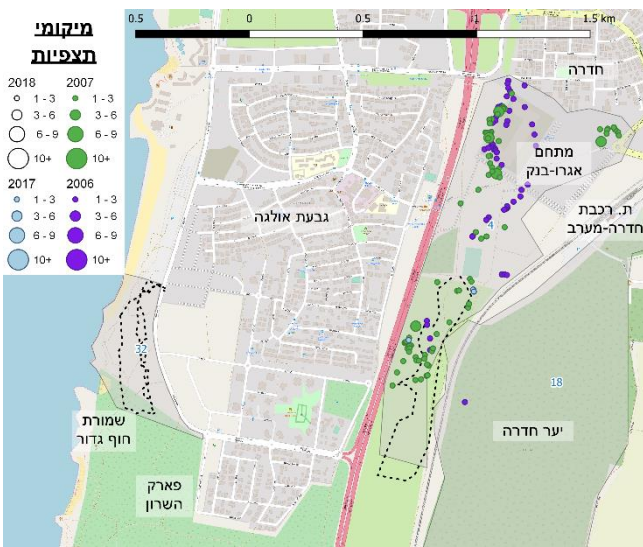 מיקומי
תצפיות
2018 2007
1 - 3 1 - 3
3 - 6 3 - 6
6 - 9 6 - 9
10+ 10+
2017 2006
1 - 3 1 - 3
3 - 6 3 - 6
6 - 9 6 - 9
10+ 10+
0.5 0 0.5 1 1.5 km
חדרה
מתחם
אגרו-בנק
ת. רכבת
חדרה-מערב
גבעת אולגה
4
32
18
שמורת
חוף גדור
יער חדרה
פארק
השרון